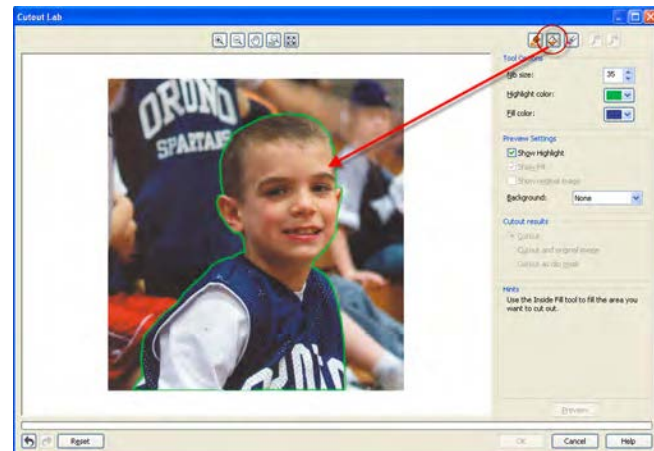 Cutout Lab
Tool Options
Nib size: 35
Highlight color:
Fill color:
Preview Settings
Show Highlight
Show Fill
Show original image
Background: None
Cutout results
Cutout
Cutout and original image
Cutout as clip mask
Hints
Use the Inside Fill tool to fill the area you
want to cut out.
Preview
Reset
OK Cancel Help
ORONO
SPARTANS
ORONO